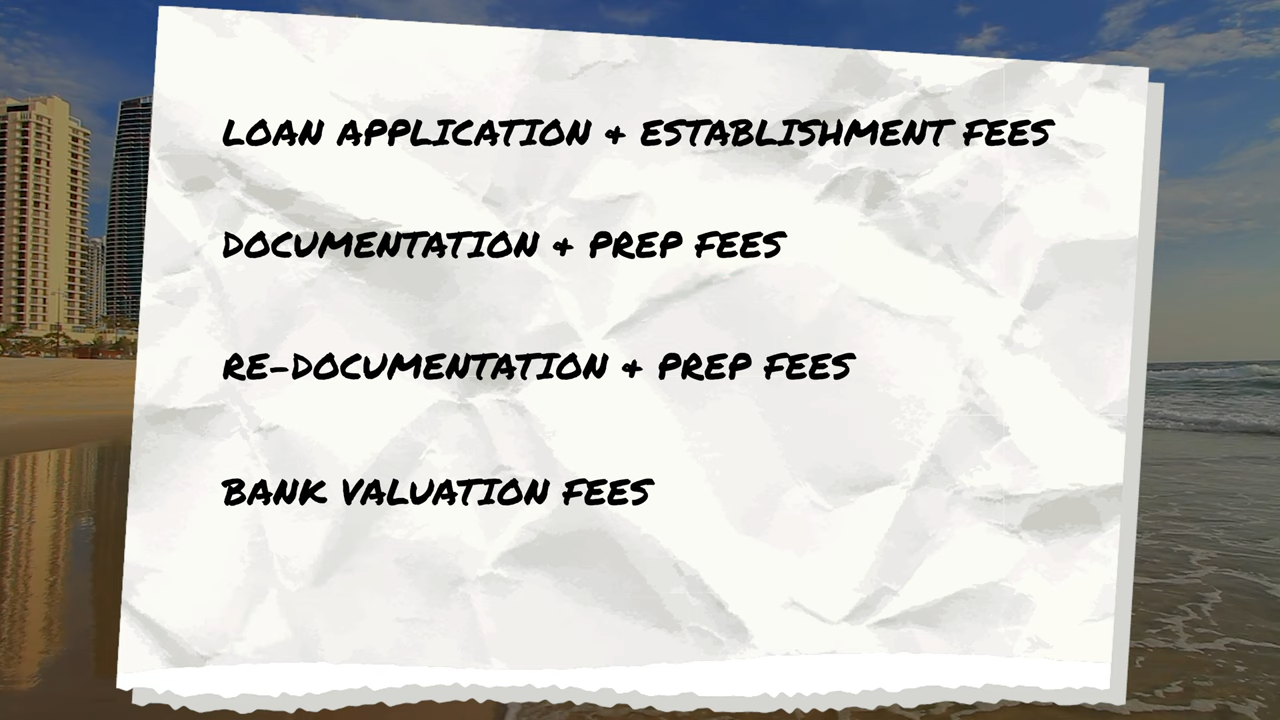 LOAN APPLICATION & ESTABLISHMENT FEES
DOCUMENTATION & PREP FEES
RE-DOCUMENTATION & PREP FEES
BANK VALUATION FEES